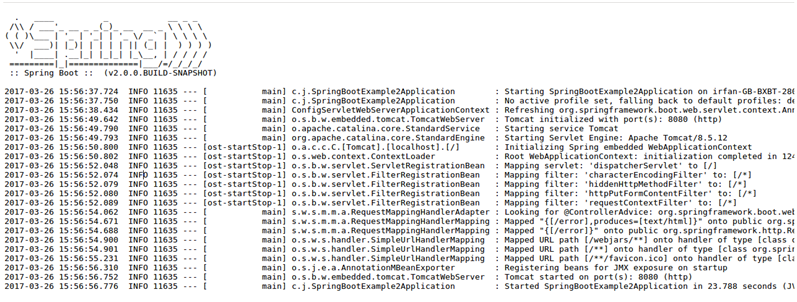 :: Spring Boot ::  (v2.0.0.BUILD-SNAPSHOT)
2017-03-26 15:56:37.724  INFO 11635 --- [           main] c.j.SpringBootExample2Application        : Starting SpringBootExample2Application on irfan-GB-BXBT-280
2017-03-26 15:56:37.750  INFO 11635 --- [           main] c.j.SpringBootExample2Application        : No active profile set, falling back to default profiles: de
2017-03-26 15:56:38.404  INFO 11635 --- [           main] ConfigServletWebServerApplicationContext : Refreshing org.springframework.boot.web.servlet.context.Ann
2017-03-26 15:56:49.642  INFO 11635 --- [           main] o.s.b.w.embedded.tomcat.TomcatWebServer  : Tomcat initialized with port(s): 8080 (http)
2017-03-26 15:56:49.790  INFO 11635 --- [           main] o.apache.catalina.core.StandardService   : Starting service Tomcat
2017-03-26 15:56:49.793  INFO 11635 --- [           main] org.apache.catalina.core.StandardEngine  : Starting Servlet Engine: Apache Tomcat/8.5.12
2017-03-26 15:56:50.800  INFO 11635 --- [ost-startStop-1] o.a.c.c.C.[Tomcat].[localhost].[/]       : Initializing Spring embedded WebApplicationContext
2017-03-26 15:56:50.802  INFO 11635 --- [ost-startStop-1] o.s.web.context.ContextLoader            : Root WebApplicationContext: initialization completed in 124
2017-03-26 15:56:52.048  INFO 11635 --- [ost-startStop-1] o.s.b.w.servlet.ServletRegistrationBean  : Mapping servlet: 'dispatcherServlet' to [/]
2017-03-26 15:56:52.074  INFO 11635 --- [ost-startStop-1] o.s.b.w.servlet.FilterRegistrationBean   : Mapping filter: 'characterEncodingFilter' to: [/*]
2017-03-26 15:56:52.079  INFO 11635 --- [ost-startStop-1] o.s.b.w.servlet.FilterRegistrationBean   : Mapping filter: 'hiddenHttpMethodFilter' to: [/*]
2017-03-26 15:56:52.080  INFO 11635 --- [ost-startStop-1] o.s.b.w.servlet.FilterRegistrationBean   : Mapping filter: 'httpPutFormContentFilter' to: [/*]
2017-03-26 15:56:52.089  INFO 11635 --- [ost-startStop-1] o.s.b.w.servlet.FilterRegistrationBean   : Mapping filter: 'requestContextFilter' to: [/*]
2017-03-26 15:56:54.062  INFO 11635 --- [           main] s.w.s.m.m.a.RequestMappingHandlerAdapter : Looking for @ControllerAdvice: org.springframework.boot.web
2017-03-26 15:56:54.671  INFO 11635 --- [           main] s.w.s.m.m.a.RequestMappingHandlerMapping : Mapped "{[/error],produces=[text/html]}" onto public org.sp
2017-03-26 15:56:54.688  INFO 11635 --- [           main] s.w.s.m.m.a.RequestMappingHandlerMapping : Mapped "{[/error]}" onto public org.springframework.http.Re
2017-03-26 15:56:54.900  INFO 11635 --- [           main] o.s.w.s.handler.SimpleUrlHandlerMapping  : Mapped URL path [/webjars/**] onto handler of type [class o
2017-03-26 15:56:54.901  INFO 11635 --- [           main] o.s.w.s.handler.SimpleUrlHandlerMapping  : Mapped URL path [/**] onto handler of type [class org.sprin
2017-03-26 15:56:55.231  INFO 11635 --- [           main] o.s.w.s.handler.SimpleUrlHandlerMapping  : Mapped URL path [/**/favicon.ico] onto handler of type [cla
2017-03-26 15:56:56.310  INFO 11635 --- [           main] o.s.j.e.a.AnnotationMBeanExporter        : Registering beans for JMX exposure on startup
2017-03-26 15:56:56.752  INFO 11635 --- [           main] o.s.b.w.embedded.tomcat.TomcatWebServer  : Tomcat started on port(s): 8080 (http)
2017-03-26 15:56:56.776  INFO 11635 --- [           main] c.j.SpringBootExample2Application        : Started SpringBootExample2Application in 23.788 seconds (JV